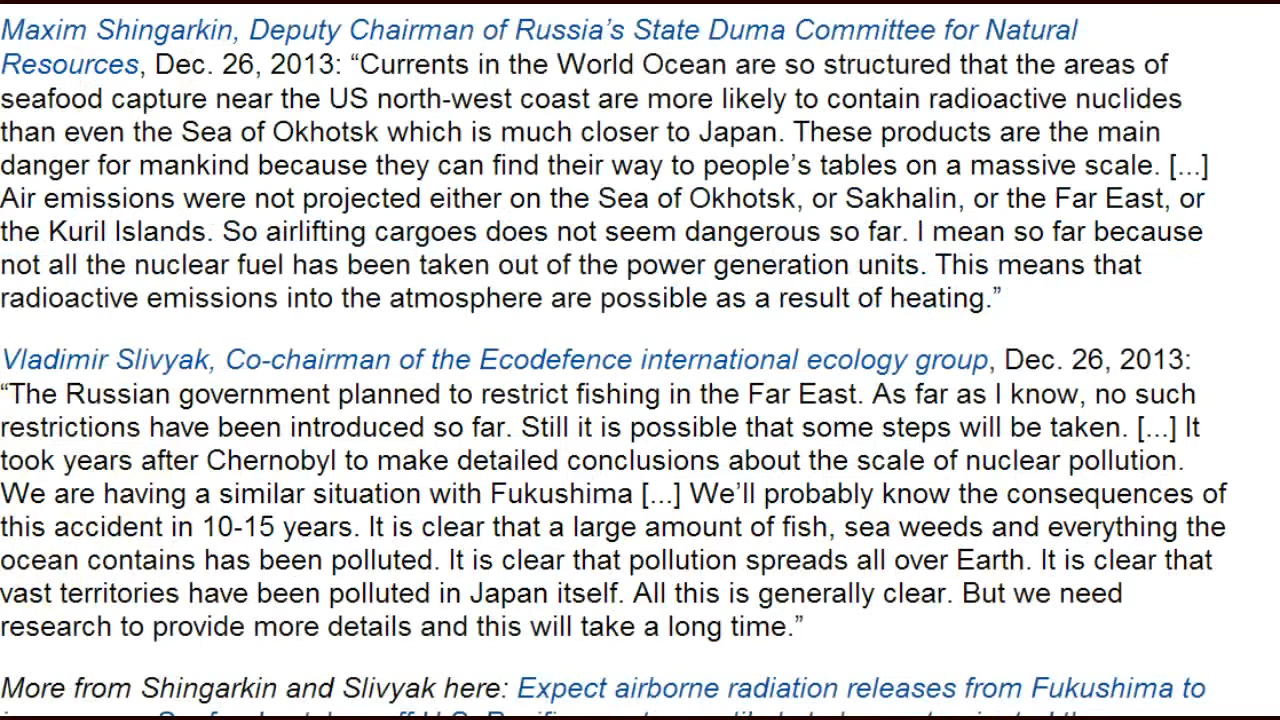 Maxim Shingarkin, Deputy Chairman of Russia’s State Duma Committee for Natural
Resources, Dec. 26, 2013: “Currents in the World Ocean are so structured that the areas of
seafood capture near the US north-west coast are more likely to contain radioactive nuclides
than even the Sea of Okhotsk which is much closer to Japan. These products are the main
danger for mankind because they can find their way to people’s tables on a massive scale. [...]
Air emissions were not projected either on the Sea of Okhotsk, or Sakhalin, or the Far East, or
the Kuril Islands. So airlifting cargoes does not seem dangerous so far. I mean so far because
not all the nuclear fuel has been taken out of the power generation units. This means that
radioactive emissions into the atmosphere are possible as a result of heating.”
Vladimir Slivyak, Co-chairman of the Ecodefence international ecology group, Dec. 26, 2013:
“The Russian government planned to restrict fishing in the Far East. As far as I know, no such
restrictions have been introduced so far. Still it is possible that some steps will be taken. [...] It
took years after Chernobyl to make detailed conclusions about the scale of nuclear pollution.
We are having a similar situation with Fukushima [...] We’ll probably know the consequences of
this accident in 10-15 years. It is clear that a large amount of fish, sea weeds and everything the
ocean contains has been polluted. It is clear that pollution spreads all over Earth. It is clear that
vast territories have been polluted in Japan itself. All this is generally clear. But we need
research to provide more details and this will take a long time.”
More from Shingarkin and Slivyak here: Expect airborne radiation releases from Fukushima to